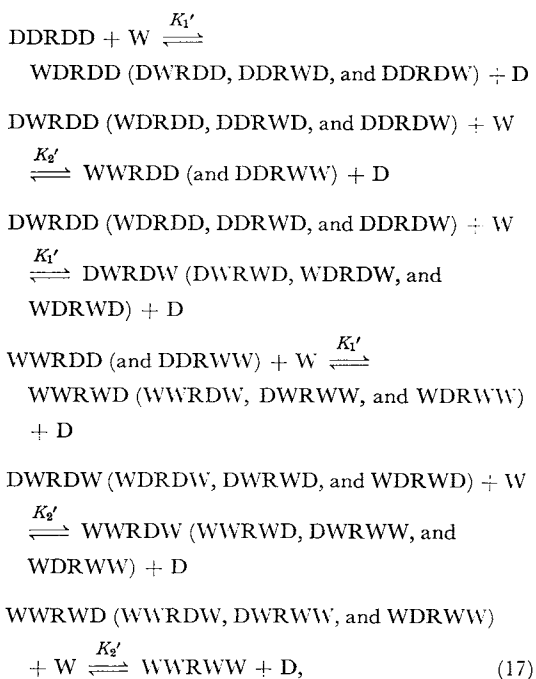 DDRDD + W ⇌ K₁′
WDRDD (DWRDD, DDRWD, and DDRDW) + D
DWRDD (WDRDD, DDRWD, and DDRDW) + W
⇌ K₂′ WWRDD (and DDRWW) + D
DWRDD (WDRDD, DDRWD, and DDRDW) + W
⇌ K₁′ DWRDW (DWRWD, WDRDW, and
WDRWD) + D
WWRDD (and DDRWW) + W ⇌ K₁′
WWRWD (WWRDW, DWRWW, and WDRWW)
+ D
DWRDW (WDRDW, DWRWD, and WDRWD) + W
⇌ K₂′ WWRDW (WWRWD, DWRWW, and
WDRWW) + D
WWRWD (WWRDW, DWRWW, and WDRWW)
+ W ⇌ K₂′ WWRWW + D, (17)